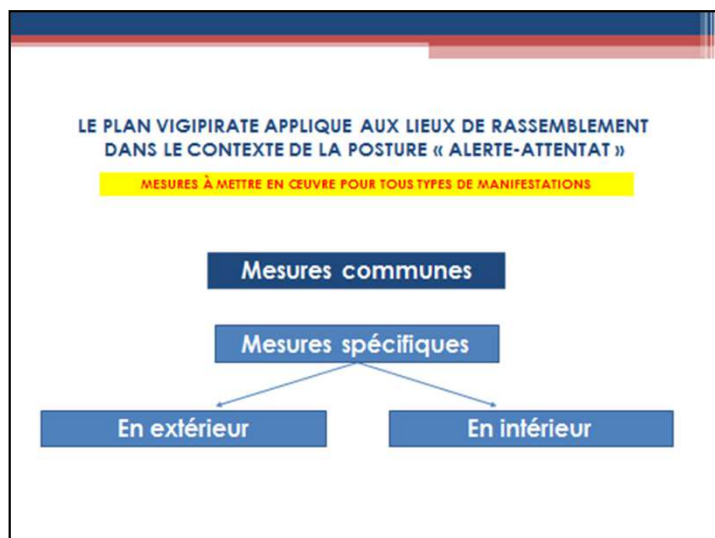 LE PLAN VIGIPIRATE APPLIQUE AUX LIEUX DE RASSEMBLEMENT
DANS LE CONTEXTE DE LA POSTURE « ALERTE-ATTENTAT »
MESURES À METTRE EN ŒUVRE POUR TOUS TYPES DE MANIFESTATIONS
Mesures communes
Mesures spécifiques
En extérieur
En intérieur